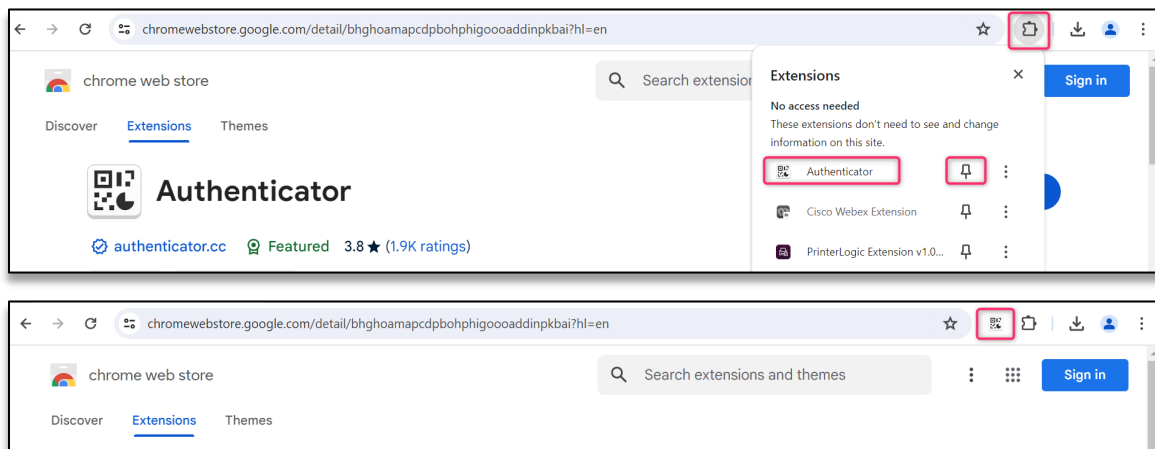 chromewebstore.google.com/detail/bhghoamapcdpbohphigoooaddinpkbai?hl=en
chrome web store
Search extension
Discover Extensions Themes
Authenticator
authenticator.cc Featured 3.8★ (1.9K ratings)
Extensions
No access needed
These extensions don't need to see and change
information on this site.
Authenticator
Cisco Webex Extension
PrinterLogic Extension v1.0...
Sign in
chromewebstore.google.com/detail/bhghoamapcdpbohphigoooaddinpkbai?hl=en
chrome web store
Search extensions and themes
Sign in
Discover Extensions Themes